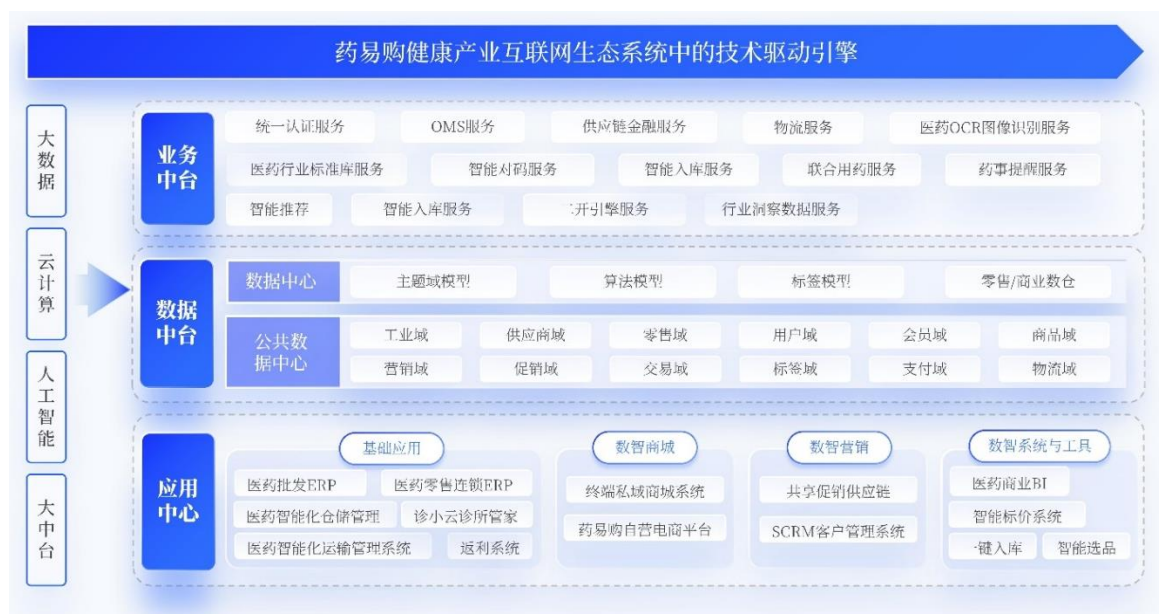 药易购健康产业互联网生态系统中的技术驱动引擎
大数据
云计算
人工智能
大中台
业务中台
统一认证服务 OMS服务 供应链金融服务 物流服务 医药OCR图像识别服务
医药行业标准库服务 智能对码服务 智能入库服务 联合用药服务 药事提醒服务
智能推荐 智能入库服务 开引擎服务 行业洞察数据服务
数据中台
数据中心 主题域模型 算法模型 标签模型 零售/商业数仓
公共数据中心
工业域 供应商域 零售域 用户域 会员域 商品域
营销域 促销域 交易域 标签域 支付域 物流域
应用中心
基础应用
医药批发ERP 医药零售连锁ERP
医药智能化仓储管理 诊小云诊所管家
医药智能化运输管理系统 返利系统
数智商城
终端私域商城系统
药易购自营电商平台
数智营销
共享促销供应链
SCRM客户管理系统
数智系统与工具
医药商业BI
智能标价系统
键入库 智能选品